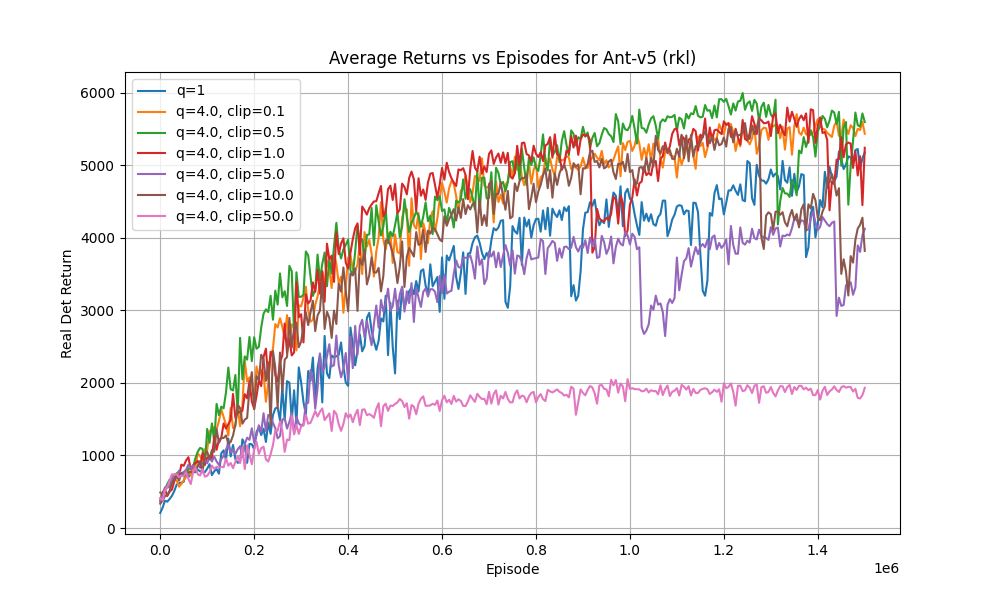 Average Returns vs Episodes for Ant-v5 (rkl)
6000
5000
4000
3000
2000
1000
0
Real Det Return
q=1
q=4.0, clip=0.1
q=4.0, clip=0.5
q=4.0, clip=1.0
q=4.0, clip=5.0
q=4.0, clip=10.0
q=4.0, clip=50.0
0.0 0.2 0.4 0.6 0.8 1.0 1.2 1.4
1e6
Episode